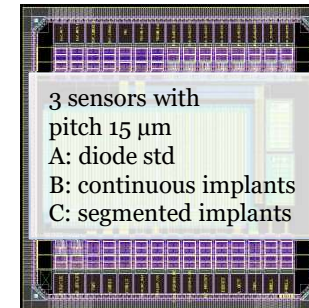 3 sensors with
pitch 15 µm
A: diode std
B: continuous implants
C: segmented implants